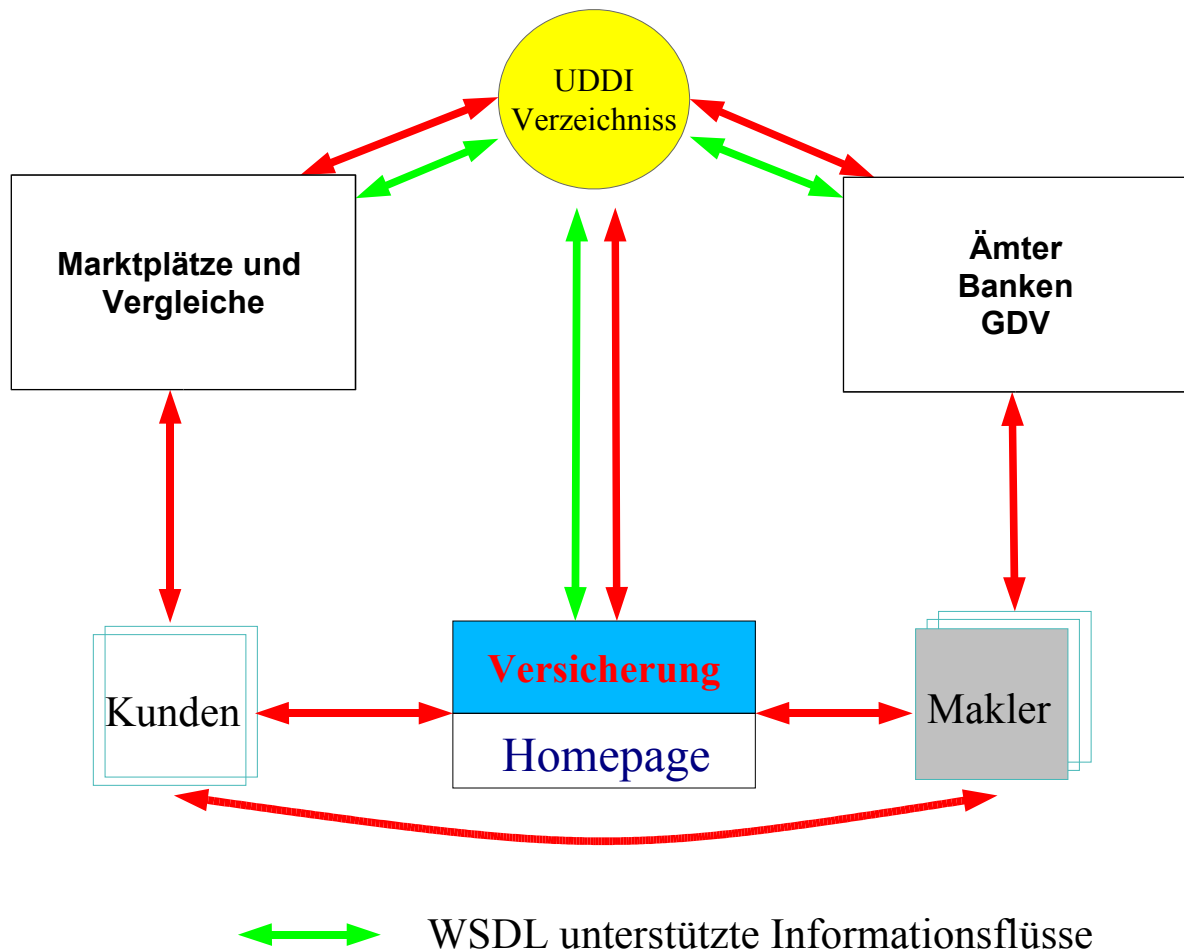 UDDI
Verzeichniss
Marktplätze und
Vergleiche
Ämter
Banken
GDV
Versicherung
Kunden
Makler
Homepage
WSDL unterstützte Informationsflüsse